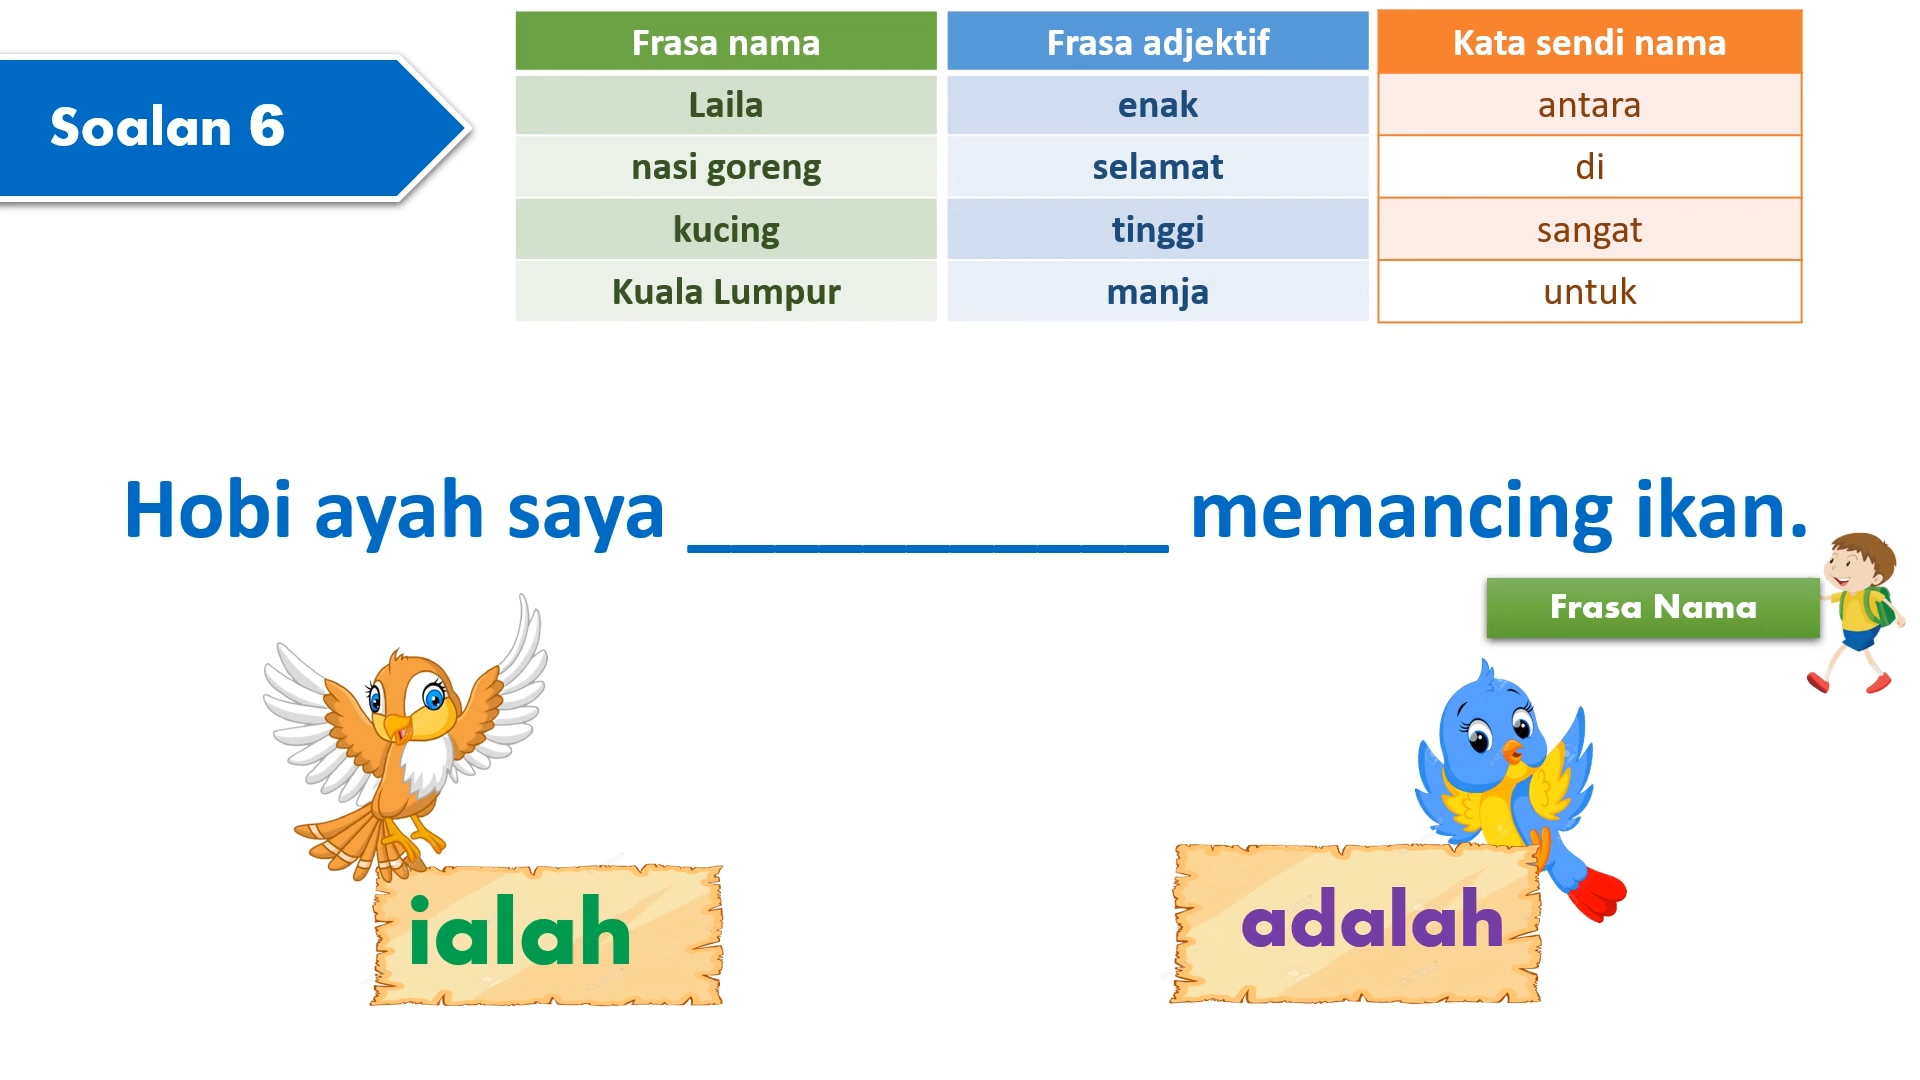 Soalan 6
Frasa nama Frasa adjektif Kata sendi nama
Laila enak antara
nasi goreng selamat di
kucing tinggi sangat
Kuala Lumpur manja untuk
Hobi ayah saya ___________ memancing ikan.
Frasa Nama
ialah adalah